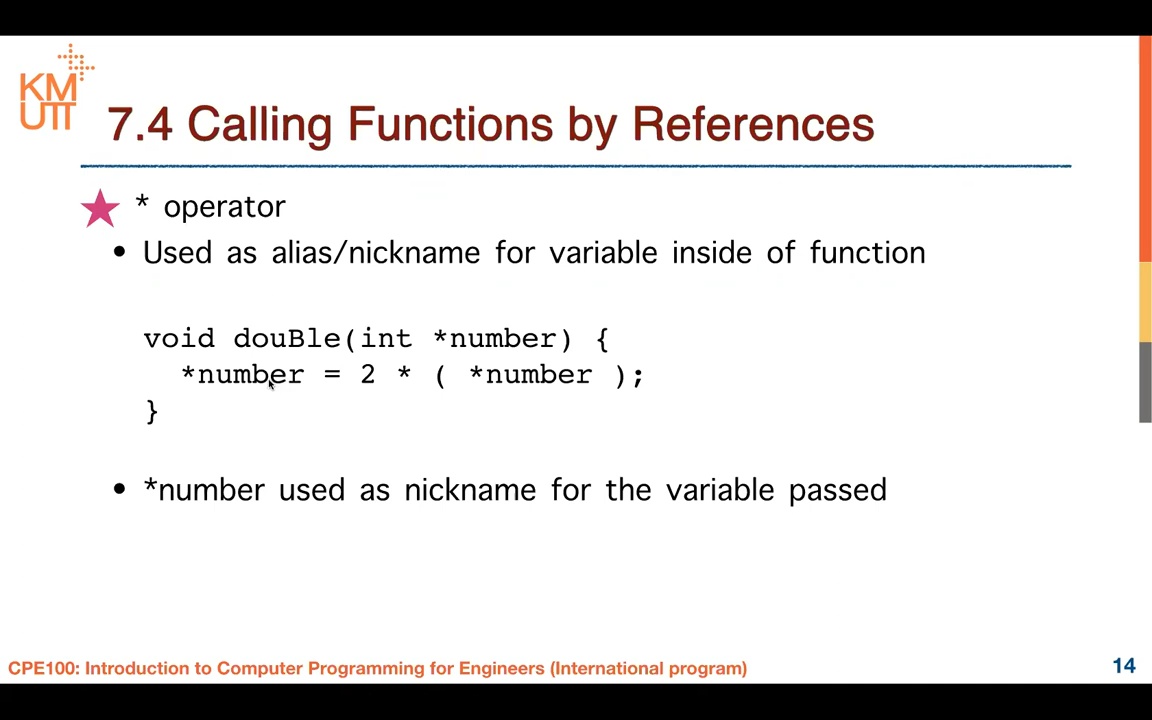 KM
UTT
7.4 Calling Functions by References
* operator
• Used as alias/nickname for variable inside of function
void douBle(int *number) {
*number = 2 * ( *number );
}
• *number used as nickname for the variable passed
CPE100: Introduction to Computer Programming for Engineers (International program)
14